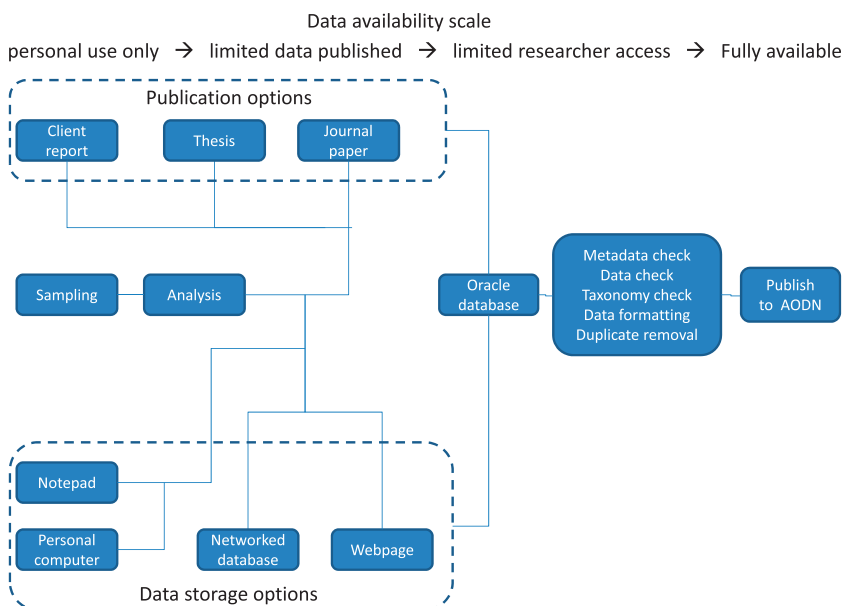 Data availability scale
personal use only → limited data published → limited researcher access → Fully available
Publication options
Client
report
Thesis
Journal
paper
Sampling
Analysis
Oracle
database
Metadata check
Data check
Taxonomy check
Data formatting
Duplicate removal
Publish
to AODN
Notepad
Personal
computer
Networked
database
Webpage
Data storage options